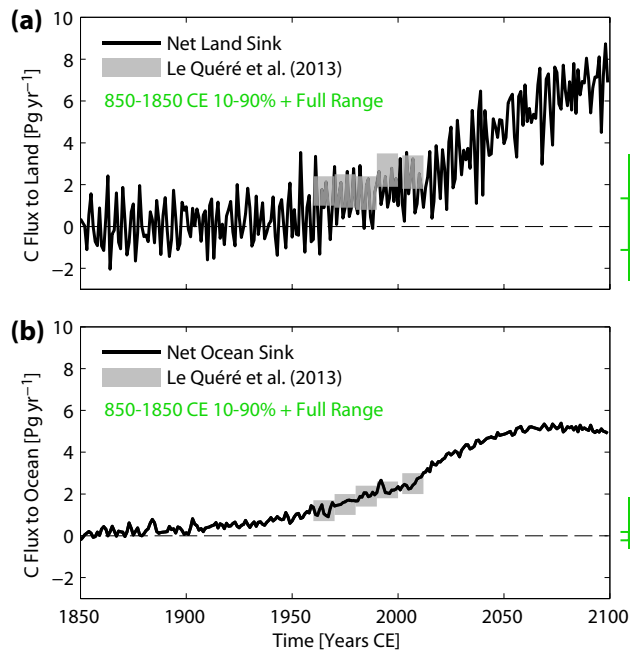 (a)
10
8
6
4
2
0
−2
C Flux to Land [Pg yr−1]
Net Land Sink
Le Quéré et al. (2013)
850-1850 CE 10-90% + Full Range
(b)
10
8
6
4
2
0
−2
C Flux to Ocean [Pg yr−1]
Net Ocean Sink
Le Quéré et al. (2013)
850-1850 CE 10-90% + Full Range
1850 1900 1950 2000 2050 2100
Time [Years CE]